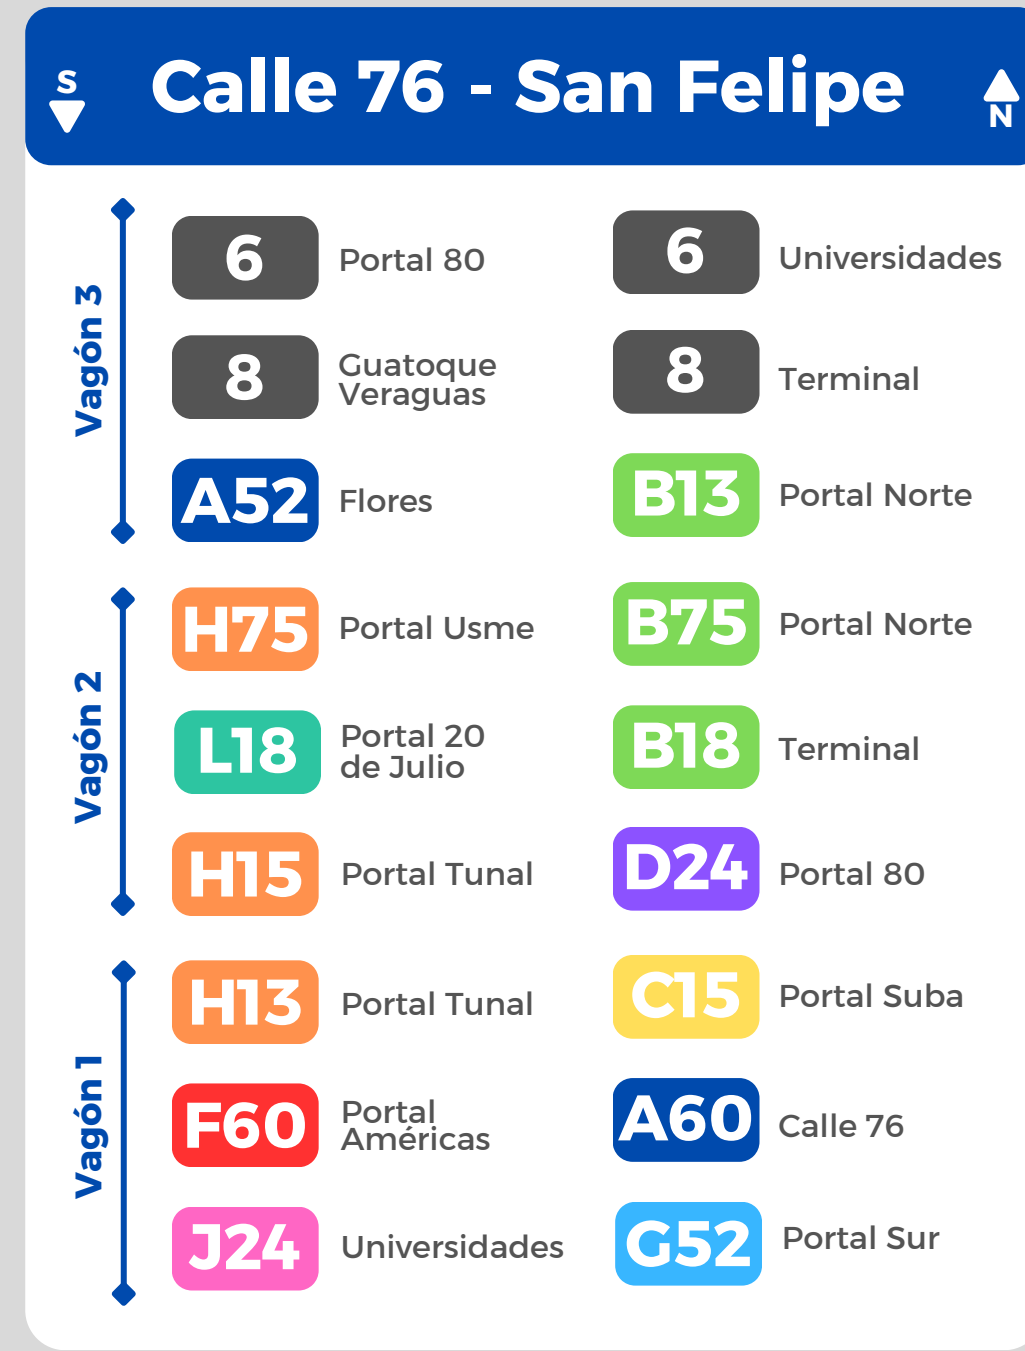 S
Calle 76 - San Felipe
N
Vagón 3
6
Portal 80
6
Universidades
8
Guatoque
Veraguas
8
Terminal
A52
Flores
B13
Portal Norte
Vagón 2
H75
Portal Usme
B75
Portal Norte
L18
Portal 20
de Julio
B18
Terminal
H15
Portal Tunal
D24
Portal 80
Vagón 1
H13
Portal Tunal
C15
Portal Suba
F60
Portal
Américas
A60
Calle 76
J24
Universidades
G52
Portal Sur